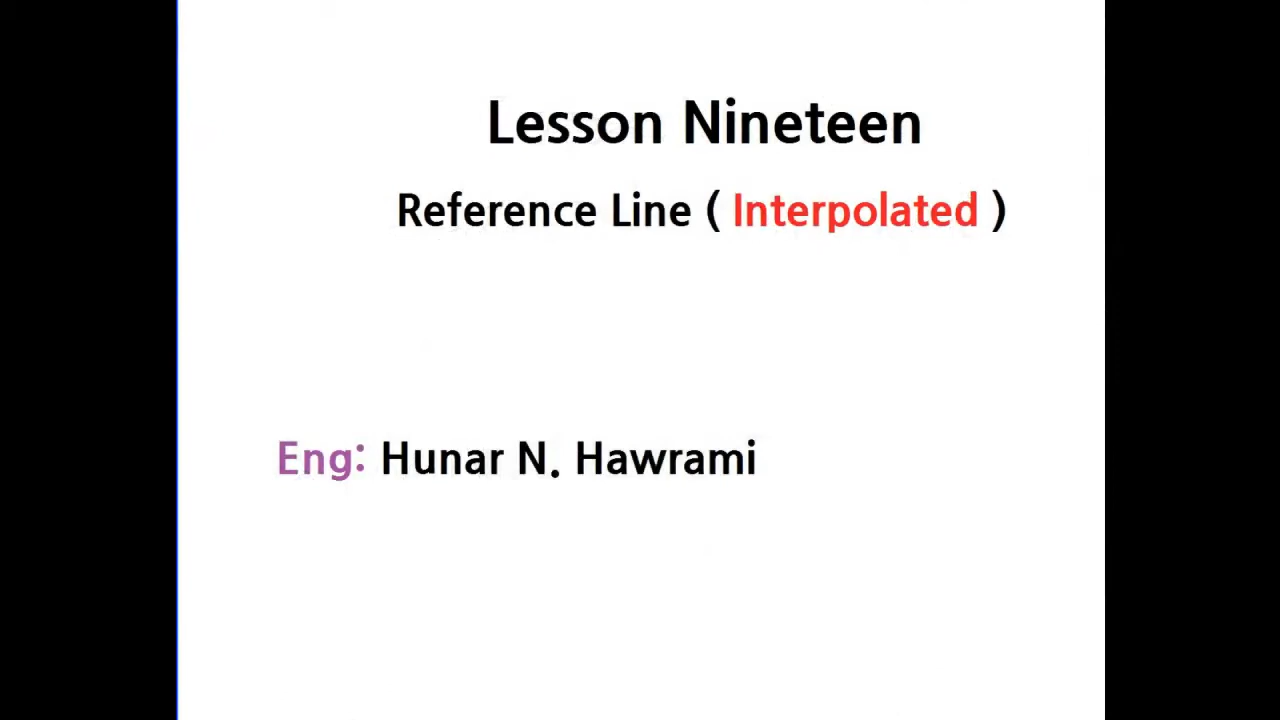 Lesson Nineteen
Reference Line ( Interpolated )
Eng: Hunar N. Hawrami